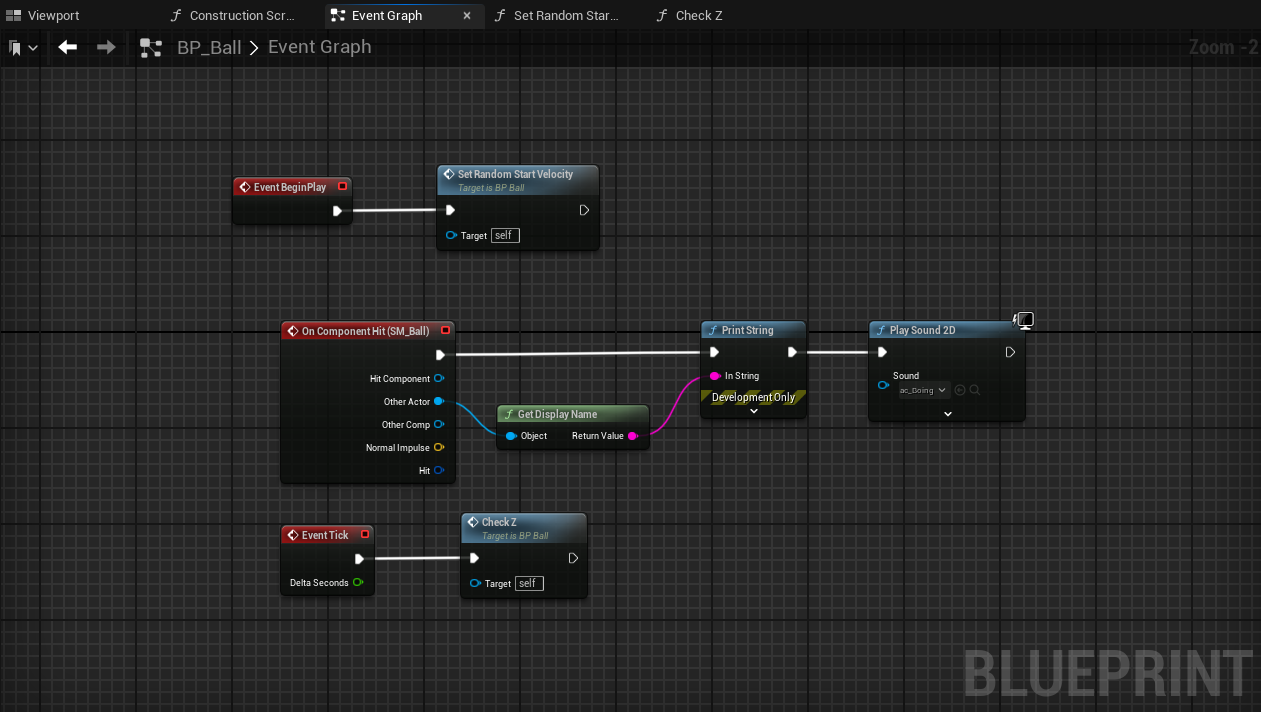 Viewport
Construction Scr...
Event Graph
Set Random Star...
Check Z
BP_Ball > Event Graph
Zoom -2
Event BeginPlay
Set Random Start Velocity
Target is BP Ball
Target self
On Component Hit (SM_Ball)
Hit Component
Other Actor
Other Comp
Normal Impulse
Hit
Get Display Name
Object
Return Value
Print String
In String
Development Only
Play Sound 2D
Sound
ac_Boing
Event Tick
Delta Seconds
Check Z
Target is BP Ball
Target self
BLUEPRINT